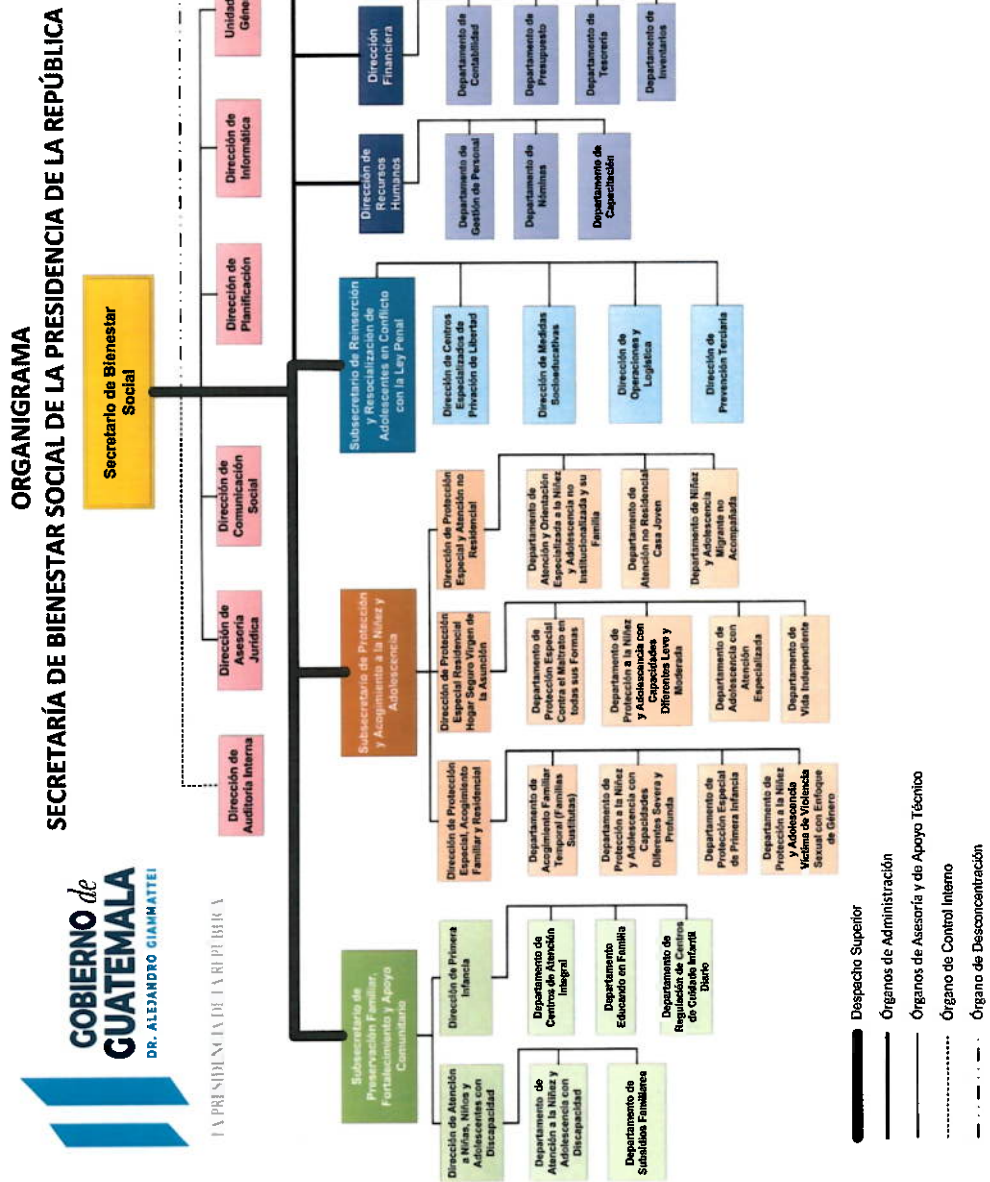 ORGANIGRAMA
SECRETARÍA DE BIENESTAR SOCIAL DE LA PRESIDENCIA DE LA REPÚBLICA
GOBIERNO de
GUATEMALA
DR. ALEJANDRO GIAMMATTEI
LA PRESIDENCIA DE LA REPÚBLICA
Secretario de Bienestar
Social
Dirección de
Auditoría Interna
Dirección de
Asesoría
Jurídica
Dirección de
Comunicación
Social
Dirección de
Planificación
Dirección de
Informática
Unidad
Géne
Subsecretario de
Preservación Familiar,
Fortalecimiento y Apoyo
Comunitario
Dirección de Atención
a Niñas, Niños y
Adolescentes con
Discapacidad
Departamento de
Atención a la Niñez y
Adolescencia con
Discapacidad
Departamento de
Subsidios Familiares
Dirección de Primera
Infancia
Departamento de
Centros de Atención
Integral
Departamento
Educando en Familia
Departamento de
Regulación de Centros
de Cuidado Infantil
Diario
Subsecretario de Protección
y Acogimiento a la Niñez y
Adolescencia
Dirección de Protección
Especial, Acogimiento
Familiar y Residencial
Departamento de
Acogimiento Familiar
Temporal (Familias
Sustitutas)
Departamento de
Protección a la Niñez
y Adolescencia con
Capacidades
Diferentes Severa y
Profunda
Departamento de
Protección Especial
de Primera Infancia
Departamento de
Protección a la Niñez
y Adolescencia
Víctima de Violencia
Sexual con Enfoque
de Género
Dirección de Protección
Especial Residencial
Hogar Seguro Virgen de
la Asunción
Departamento de
Protección Especial
Contra el Maltrato en
todas sus Formas
Departamento de
Protección a la Niñez
y Adolescencia con
Capacidades
Diferentes Leve y
Moderada
Departamento de
Adolescencia con
Atención
Especializada
Departamento de
Vida Independiente
Dirección de Protección
Especial y Atención no
Residencial
Departamento de
Atención y Orientación
Especializada a la Niñez
y Adolescencia no
Institucionalizada y su
Familia
Departamento de
Atención no Residencial
Casa Joven
Departamento de Niñez
y Adolescencia
Migrante no
Acompañada
Subsecretario de Reinserción
y Resocialización de
Adolescentes en Conflicto
con la Ley Penal
Dirección de Centros
Especializados de
Privación de Libertad
Dirección de Medidas
Socioeducativas
Dirección de
Operaciones y
Logística
Dirección de
Prevención Terciaria
Dirección de
Recursos
Humanos
Departamento de
Gestión de Personal
Departamento de
Nóminas
Departamento de
Capacitación
Dirección
Financiera
Departamento de
Contabilidad
Departamento de
Presupuesto
Departamento de
Tesorería
Departamento de
Inventarios
Despacho Superior
Órganos de Administración
Órganos de Asesoría y de Apoyo Técnico
Órgano de Control Interno
Órgano de Desconcentración